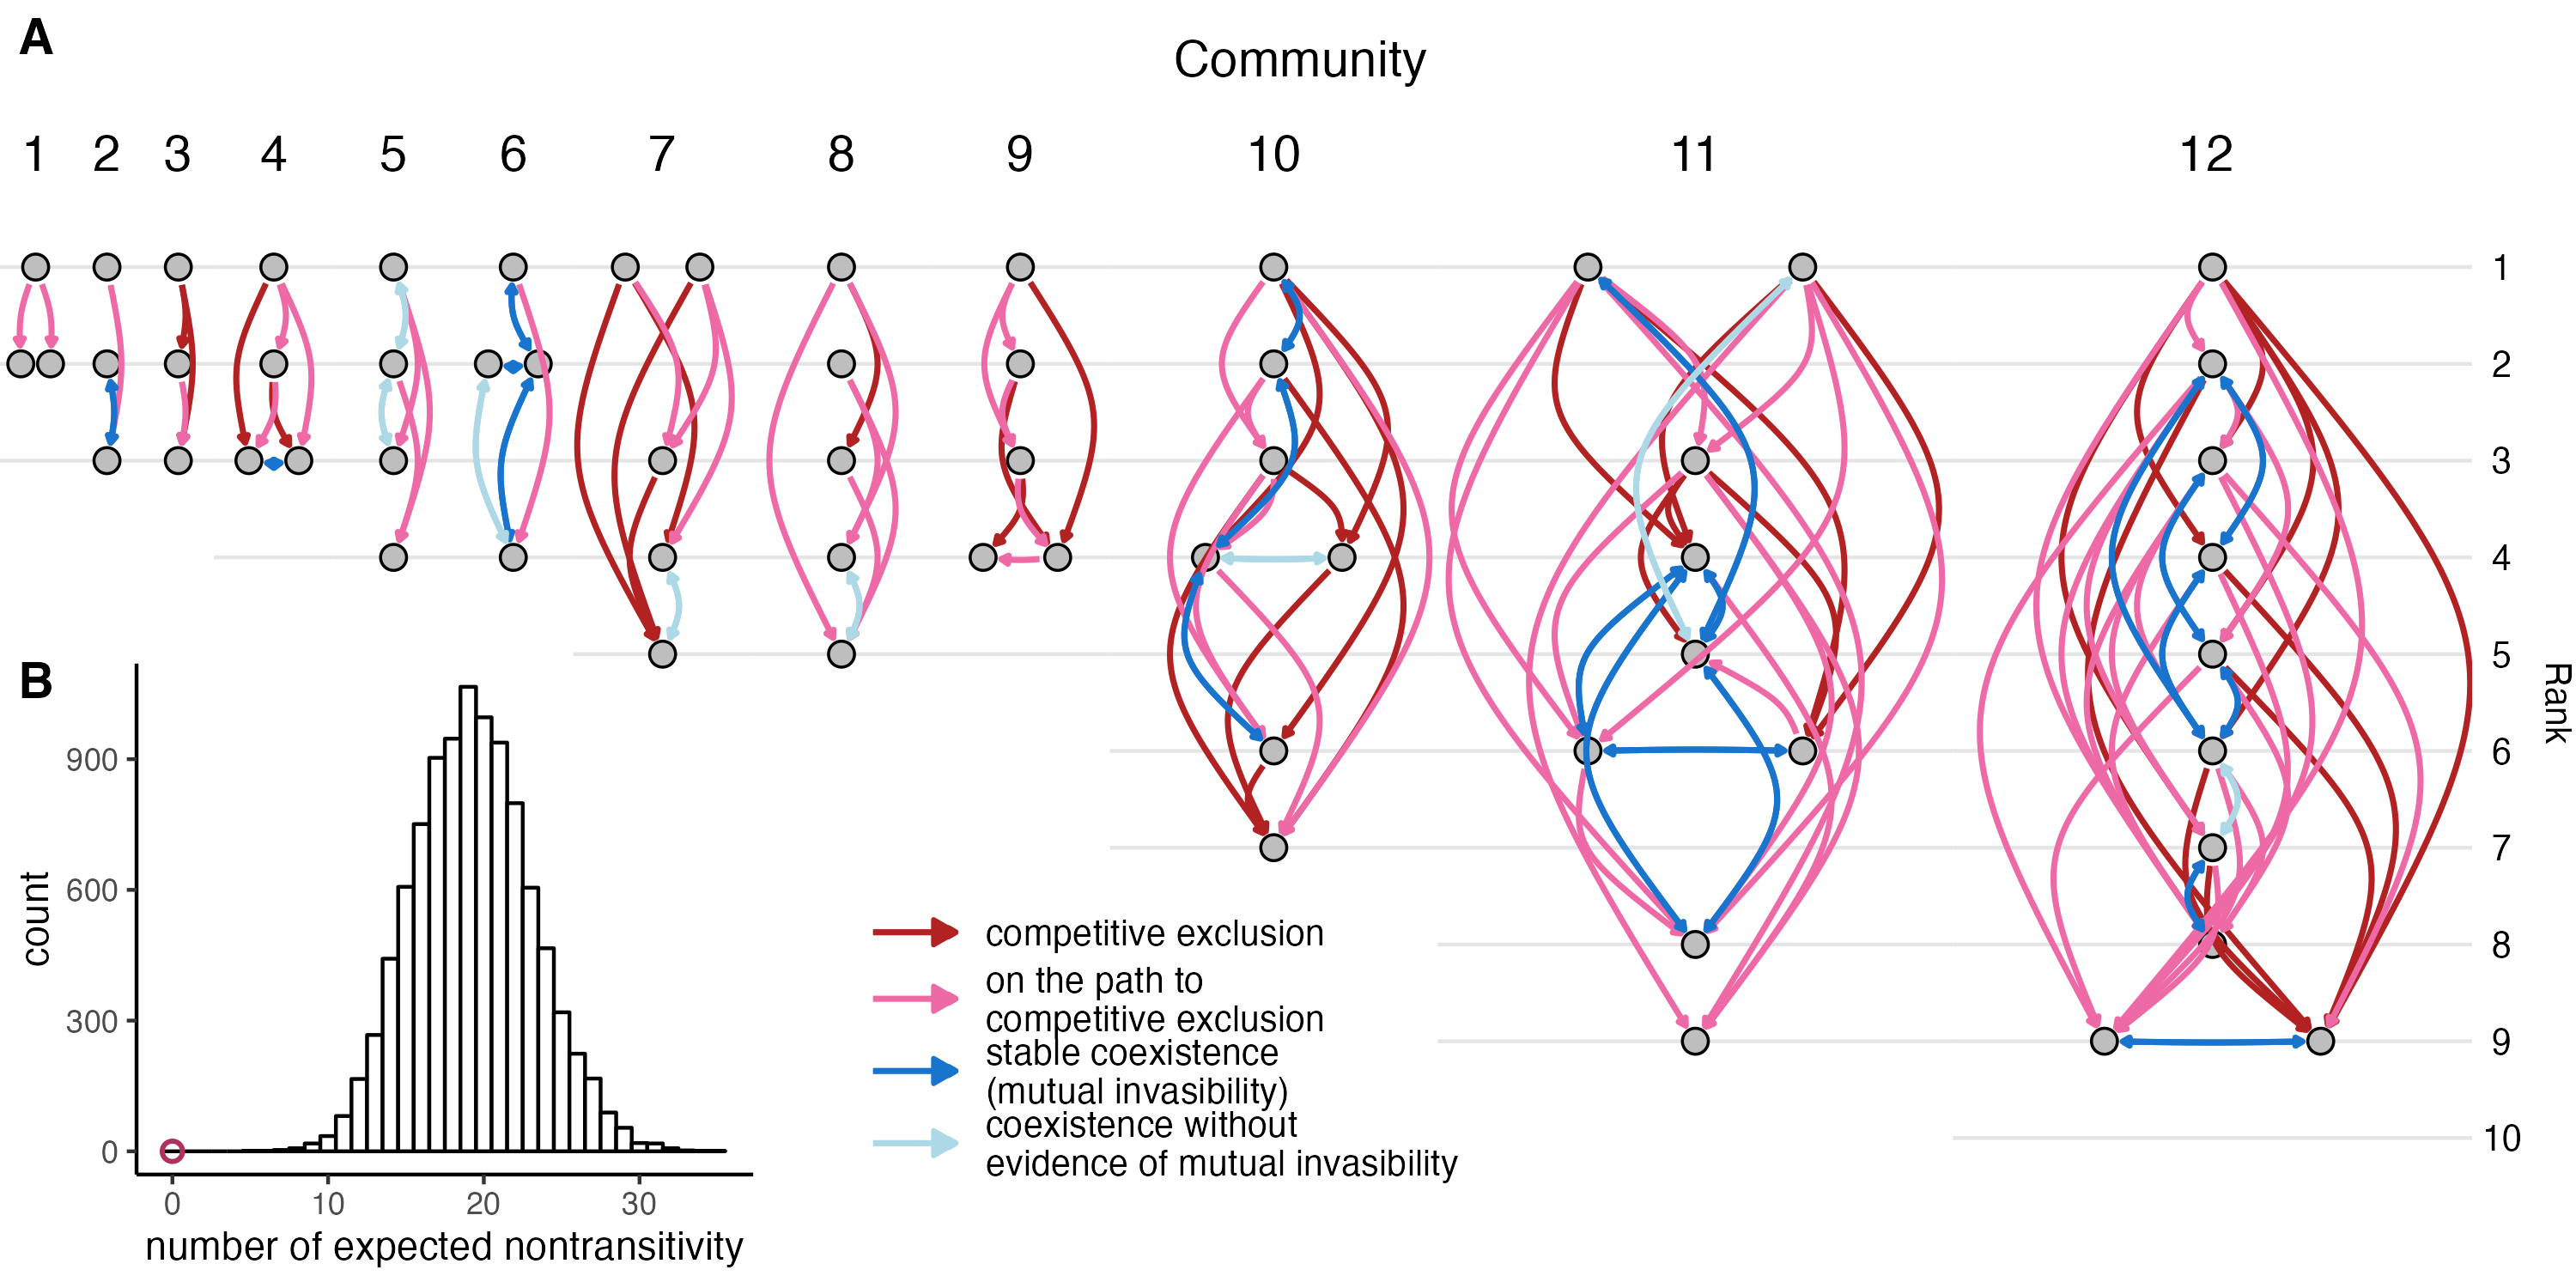 A
Community
1 2 3 4 5 6 7 8 9 10 11 12
1
2
3
4
5
6
7
8
9
10
Rank
B
900
600
300
0
count
0 10 20 30
number of expected nontransitivity
competitive exclusion
on the path to
competitive exclusion
stable coexistence
(mutual invasibility)
coexistence without
evidence of mutual invasibility